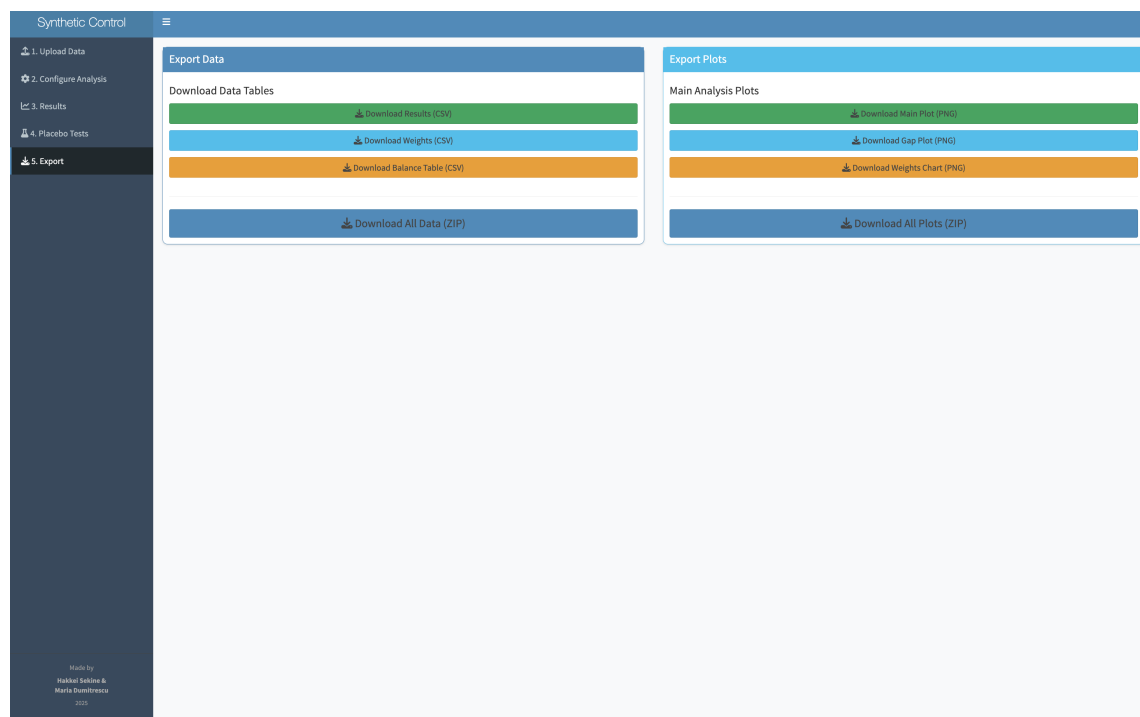 Synthetic Control
1. Upload Data
2. Configure Analysis
3. Results
4. Placebo Tests
5. Export
Made by
Hakkei Sekine &
Maria Dumitrescu
2025
Export Data
Download Data Tables
Download Results (CSV)
Download Weights (CSV)
Download Balance Table (CSV)
Download All Data (ZIP)
Export Plots
Main Analysis Plots
Download Main Plot (PNG)
Download Gap Plot (PNG)
Download Weights Chart (PNG)
Download All Plots (ZIP)